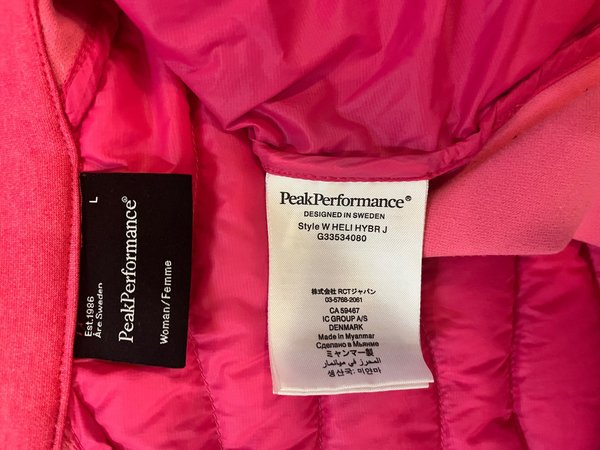 L
PeakPerformance®
Woman/Femme
Est.1986
Åre Sweden
PeakPerformance®
DESIGNED IN SWEDEN
Style W HELI HYBR J
G33534080
株式会社 RCTジャパン
03-5768-2061
CA 59467
IC GROUP A/S
DENMARK
Made in Myanmar
Сделано в Мьянме
ミャンマー製
المحرز في ميانمار
생산국: 미얀마